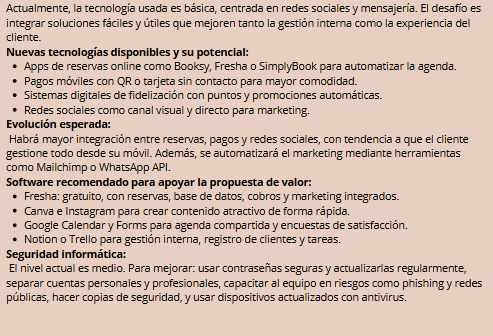 Actualmente, la tecnología usada es básica, centrada en redes sociales y mensajería. El desafío es
integrar soluciones fáciles y útiles que mejoren tanto la gestión interna como la experiencia del
cliente.
Nuevas tecnologías disponibles y su potencial:
• Apps de reservas online como Booksy, Fresha o SimplyBook para automatizar la agenda.
• Pagos móviles con QR o tarjeta sin contacto para mayor comodidad.
• Sistemas digitales de fidelización con puntos y promociones automáticas.
• Redes sociales como canal visual y directo para marketing.
Evolución esperada:
Habrá mayor integración entre reservas, pagos y redes sociales, con tendencia a que el cliente
gestione todo desde su móvil. Además, se automatizará el marketing mediante herramientas
como Mailchimp o WhatsApp API.
Software recomendado para apoyar la propuesta de valor:
• Fresha: gratuito, con reservas, base de datos, cobros y marketing integrados.
• Canva e Instagram para crear contenido atractivo de forma rápida.
• Google Calendar y Forms para agenda compartida y encuestas de satisfacción.
• Notion o Trello para gestión interna, registro de clientes y tareas.
Seguridad informática:
El nivel actual es medio. Para mejorar: usar contraseñas seguras y actualizarlas regularmente,
separar cuentas personales y profesionales, capacitar al equipo en riesgos como phishing y redes
públicas, hacer copias de seguridad, y usar dispositivos actualizados con antivirus.